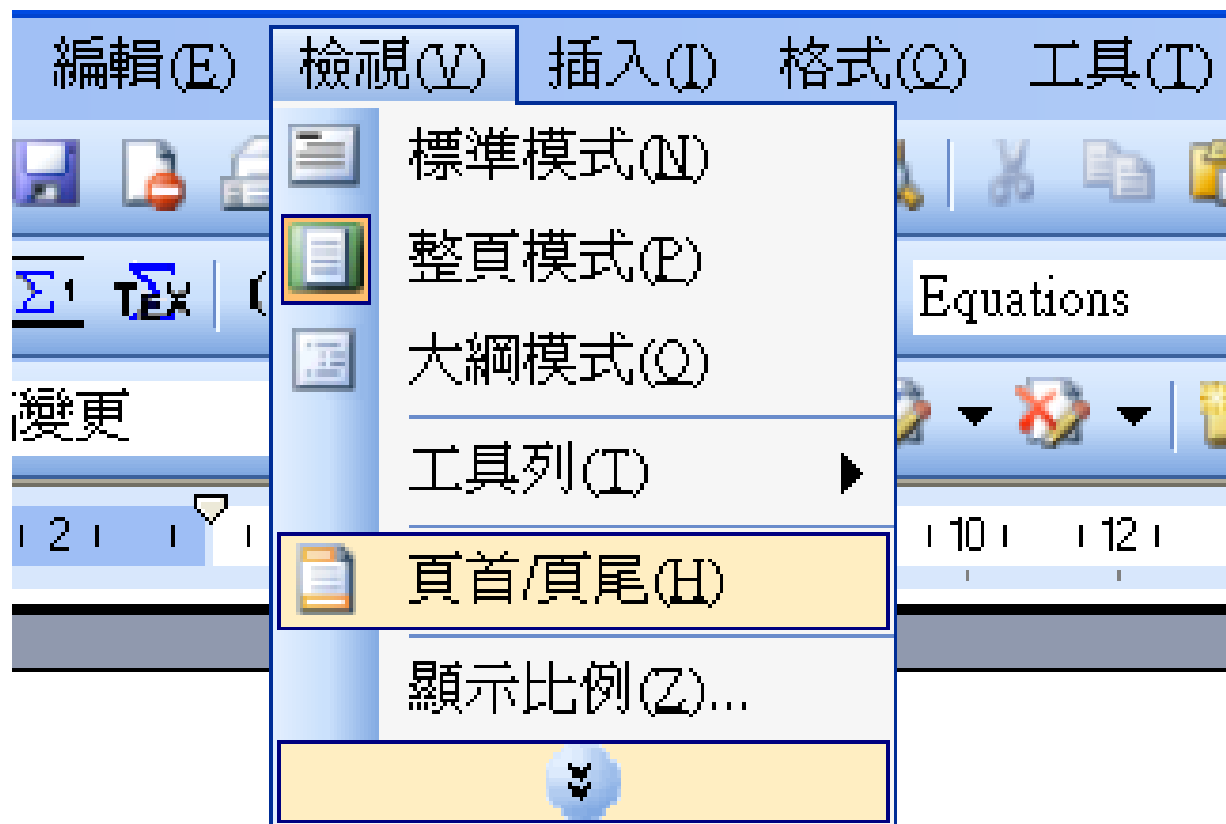 編輯(E) 檢視(V) 插入(I) 格式(O) 工具(T)
標準模式(N)
整頁模式(P)
Σ1 TEX Equations
大綱模式(O)
變更
工具列(T)
2 10 12
頁首/頁尾(H)
顯示比例(Z)...